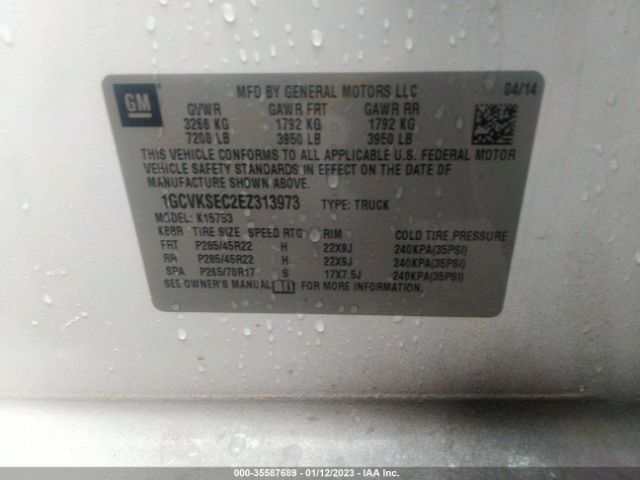 GM
MFD BY GENERAL MOTORS LLC 04/14
GVWR GAWR FRT GAWR RR
3266 KG 1792 KG 1792 KG
7200 LB 3950 LB 3950 LB
THIS VEHICLE CONFORMS TO ALL APPLICABLE U.S. FEDERAL MOTOR
VEHICLE SAFETY STANDARDS IN EFFECT ON THE DATE OF
MANUFACTURE SHOWN ABOVE.
1GCVKSEC2EZ313973 TYPE: TRUCK
MODEL: K15753
KEBR TIRE SIZE SPEED RTG RIM COLD TIRE PRESSURE
FRT P285/45R22 H 22X9J 240KPA(35PSI)
RR P285/45R22 H 22X9J 240KPA(35PSI)
SPA P265/70R17 S 17X7.5J 240KPA(35PSI)
SEE OWNER'S MANUAL FOR MORE INFORMATION.
000-35587689 - 01/12/2023 - IAA Inc.